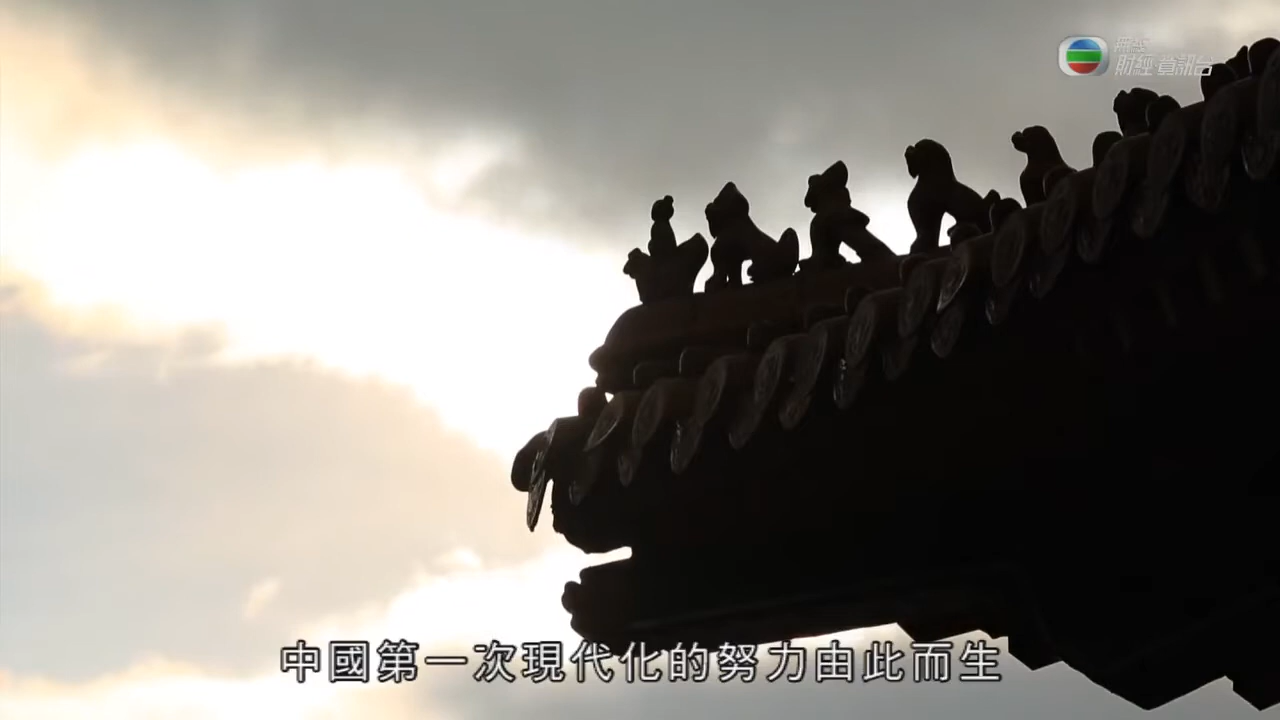 無綫
財經·資訊台
中國第一次現代化的努力由此而生